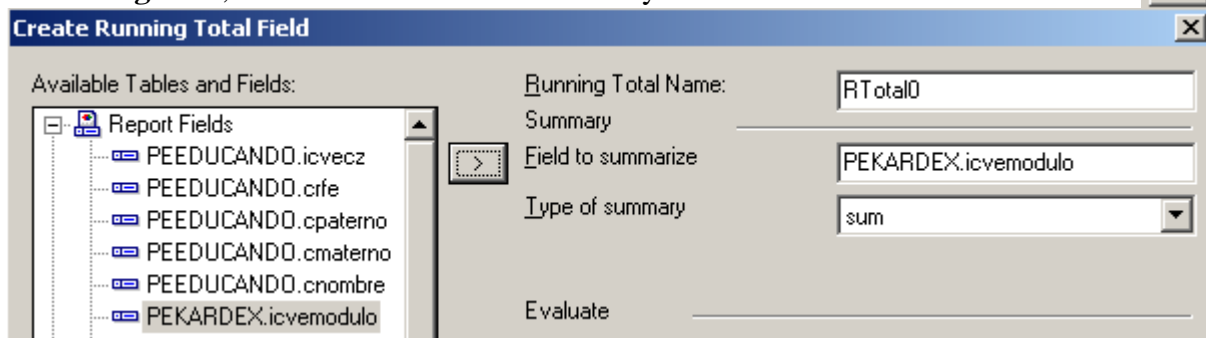 Create Running Total Field
Available Tables and Fields:
Report Fields
PEEDUCANDO.icvecz
PEEDUCANDO.crfe
PEEDUCANDO.cpaterno
PEEDUCANDO.cmaterno
PEEDUCANDO.cnombre
PEKARDEX.icvemodulo
>
Running Total Name:
RTotal0
Summary
Field to summarize
PEKARDEX.icvemodulo
Type of summary
sum
Evaluate